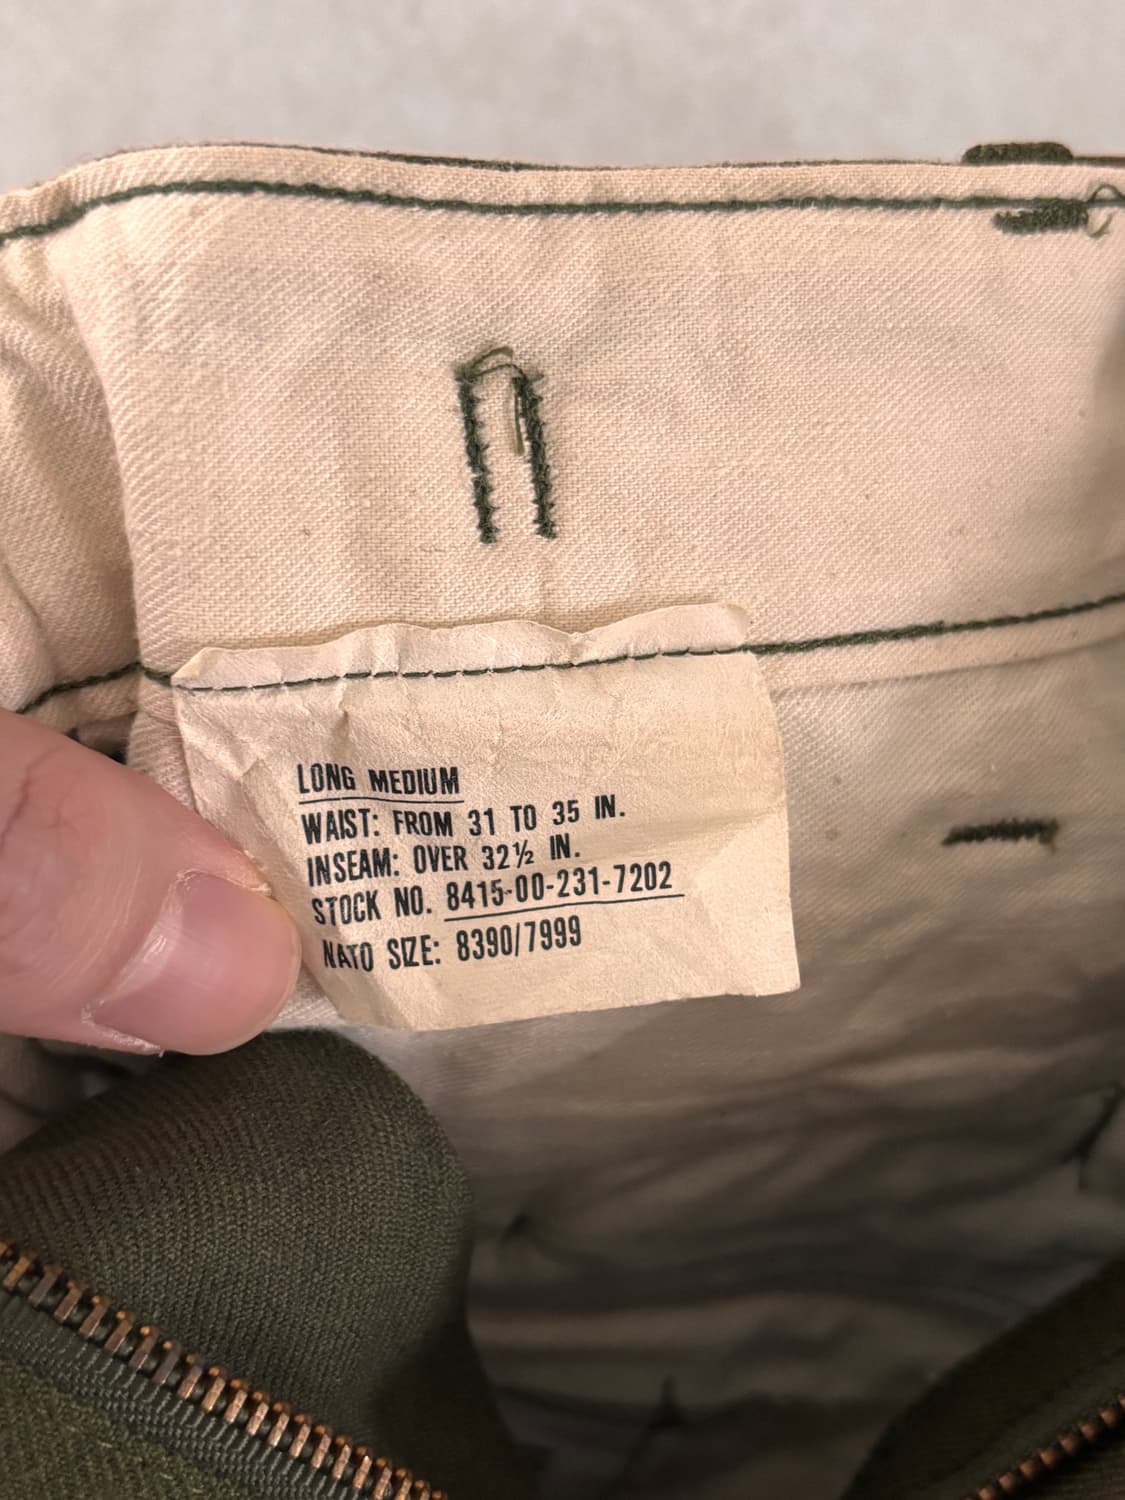 LONG MEDIUM
WAIST: FROM 31 TO 35 IN.
INSEAM: OVER 32½ IN.
STOCK NO. 8415-00-231-7202
NATO SIZE: 8390/7999